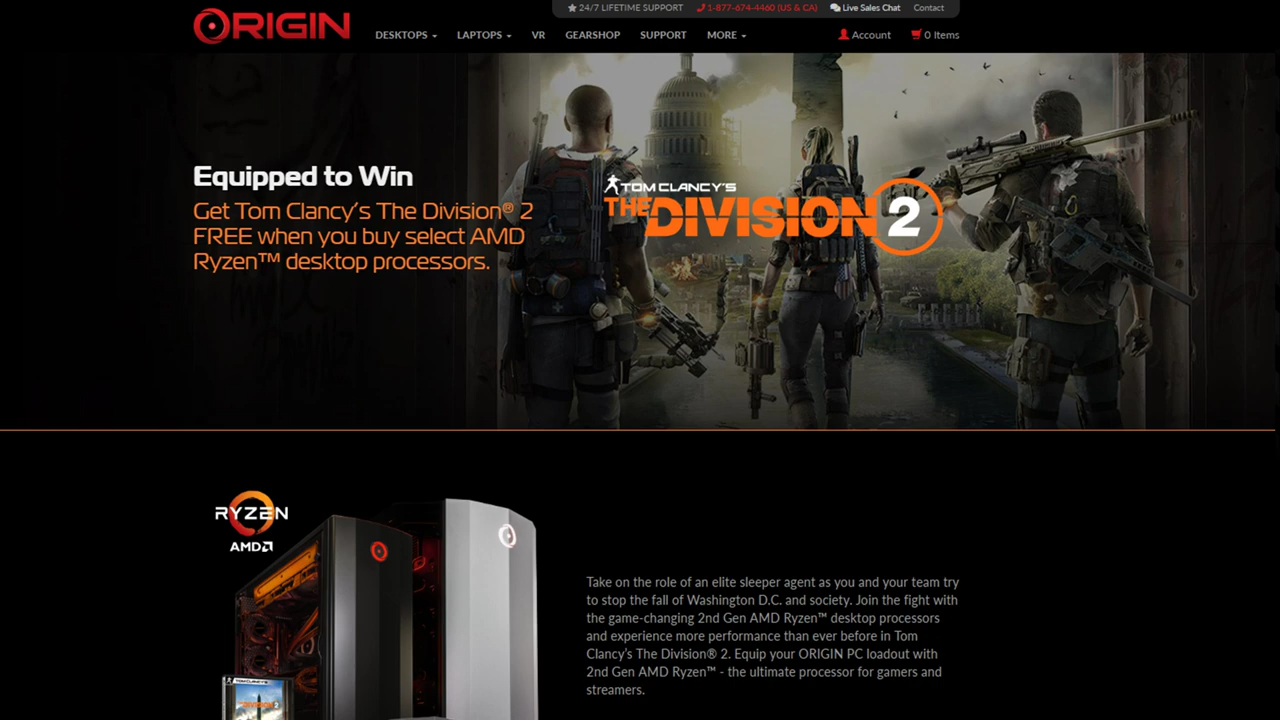 24/7 LIFETIME SUPPORT 1-877-674-4460 (US & CA) Live Sales Chat Contact
ORIGIN
DESKTOPS LAPTOPS VR GEARSHOP SUPPORT MORE Account 0 Items
Equipped to Win
Get Tom Clancy's The Division® 2
FREE when you buy select AMD
Ryzen™ desktop processors.
TOM CLANCY'S
THE DIVISION 2
RYZEN
AMD
TOM CLANCY'S
THE DIVISION 2
Take on the role of an elite sleeper agent as you and your team try
to stop the fall of Washington D.C. and society. Join the fight with
the game-changing 2nd Gen AMD Ryzen™ desktop processors
and experience more performance than ever before in Tom
Clancy's The Division® 2. Equip your ORIGIN PC loadout with
2nd Gen AMD Ryzen™ - the ultimate processor for gamers and
streamers.